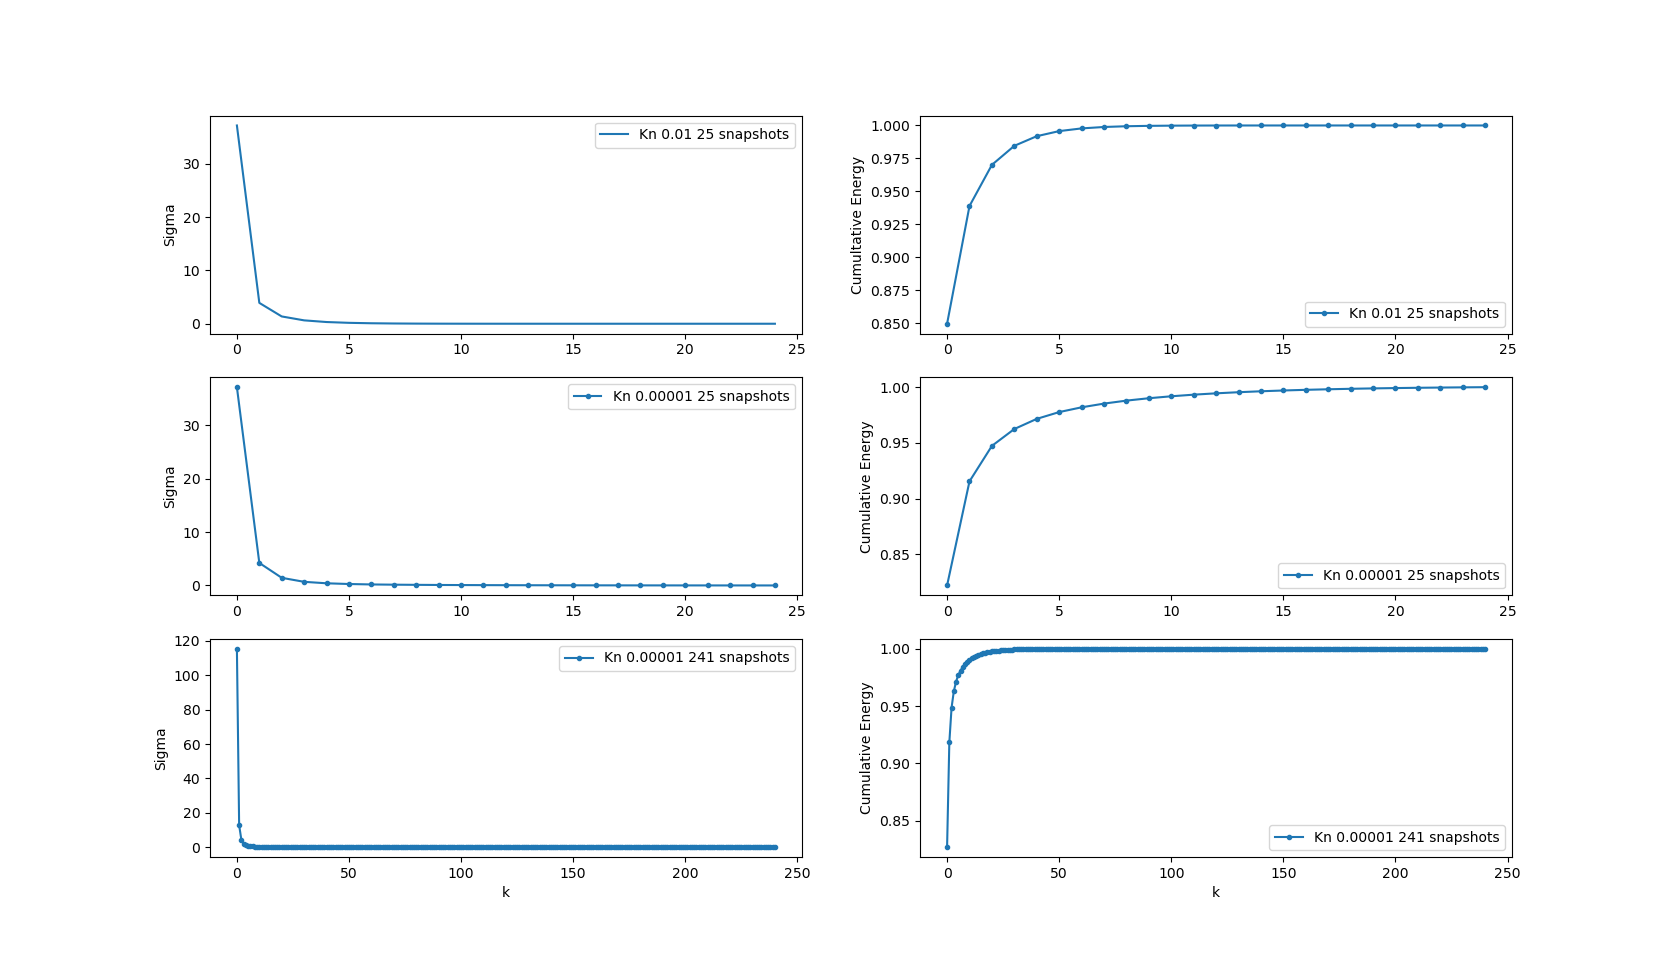 Kn 0.01 25 snapshots
Sigma
30
20
10
0
0 5 10 15 20 25
Kn 0.01 25 snapshots
Cumultative Energy
1.000
0.975
0.950
0.925
0.900
0.875
0.850
0 5 10 15 20 25
Kn 0.00001 25 snapshots
Sigma
30
20
10
0
0 5 10 15 20 25
Kn 0.00001 25 snapshots
Cumulative Energy
1.00
0.95
0.90
0.85
0 5 10 15 20 25
Kn 0.00001 241 snapshots
Sigma
120
100
80
60
40
20
0
0 50 100 150 200 250
k
Kn 0.00001 241 snapshots
Cumulative Energy
1.00
0.95
0.90
0.85
0 50 100 150 200 250
k